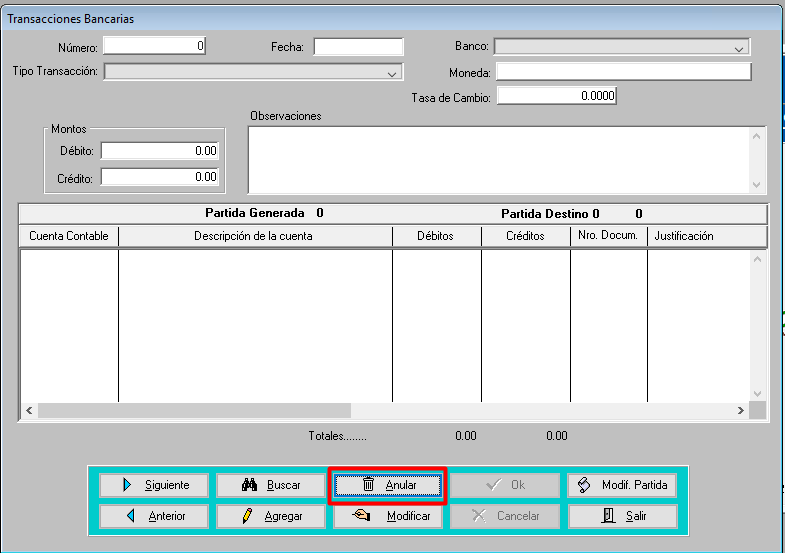 Transacciones Bancarias
Número: 0 Fecha: Banco:
Tipo Transacción: Moneda:
Tasa de Cambio: 0.0000
Observaciones
Montos
Débito: 0.00
Crédito: 0.00
Partida Generada 0 Partida Destino 0 0
Cuenta Contable Descripción de la cuenta Débitos Créditos Nro. Docum. Justificación
Totales........ 0.00 0.00
Siguiente Buscar Anular Ok Modif. Partida
Anterior Agregar Modificar Cancelar Salir